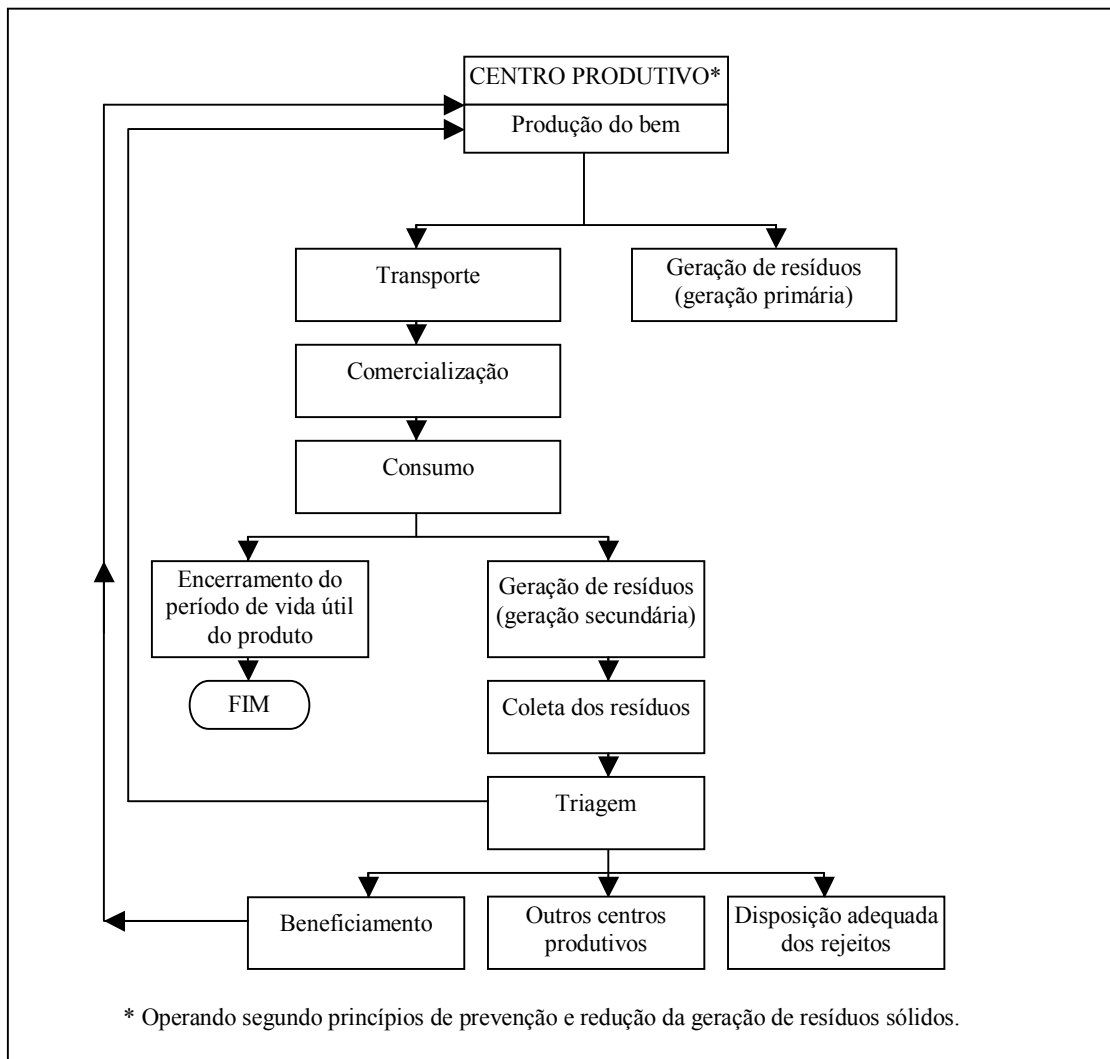 CENTRO PRODUTIVO*
Produção do bem
Transporte
Geração de resíduos
(geração primária)
Comercialização
Consumo
Encerramento do
período de vida útil
do produto
Geração de resíduos
(geração secundária)
FIM
Coleta dos resíduos
Triagem
Beneficiamento
Outros centros
produtivos
Disposição adequada
dos rejeitos
* Operando segundo princípios de prevenção e redução da geração de resíduos sólidos.